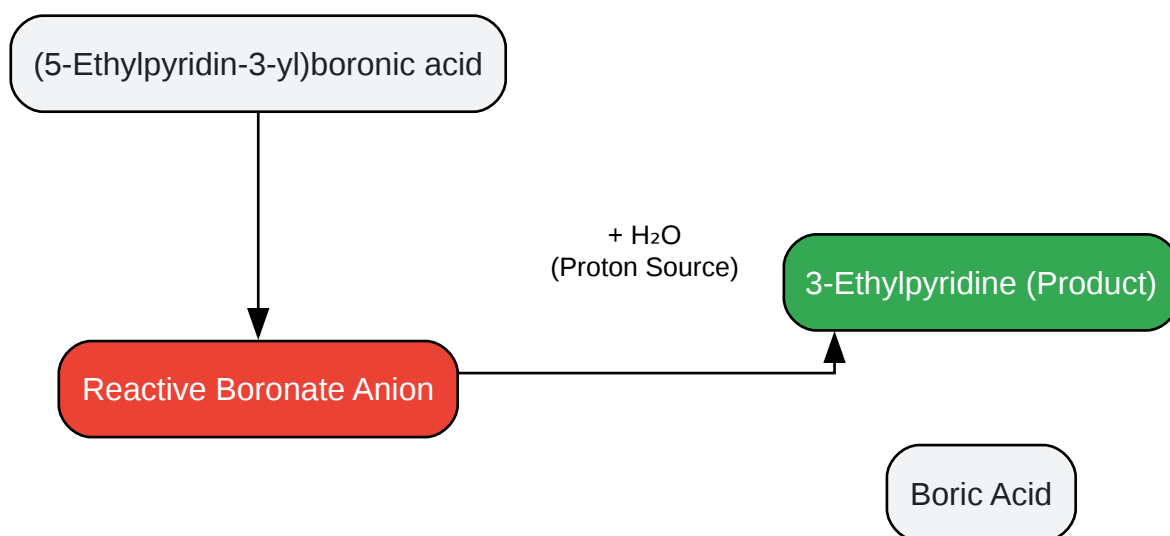 (5-Ethylpyridin-3-yl)boronic acid
+ H₂O
(Proton Source)
3-Ethylpyridine (Product)
Reactive Boronate Anion
Boric Acid